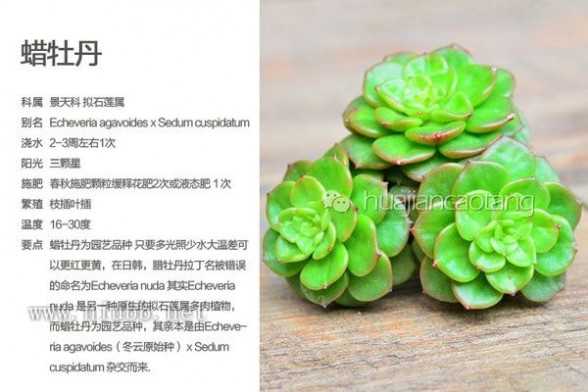 蜡牡丹
科属 景天科 拟石莲属
别名 Echeveria agavoides x Sedum cuspidatum
浇水 2-3周左右1次
阳光 三颗星
施肥 春秋施肥颗粒缓释花肥2次或液态肥 1 次
繁殖 枝插叶插
温度 16-30度
要点 蜡牡丹为园艺品种 只要多光照少水大温差可
以更红更黄，在日韩，腊牡丹拉丁名被错误
的命名为Echeveria nuda 其实Echeveria
nuda 是另一种原生的拟石莲属多肉植物，
而蜡牡丹为园艺品种，其亲本是由Echeve-
ria agavoides（冬云原始种）x Sedum
cuspidatum 杂交而来.
huajiancaotang